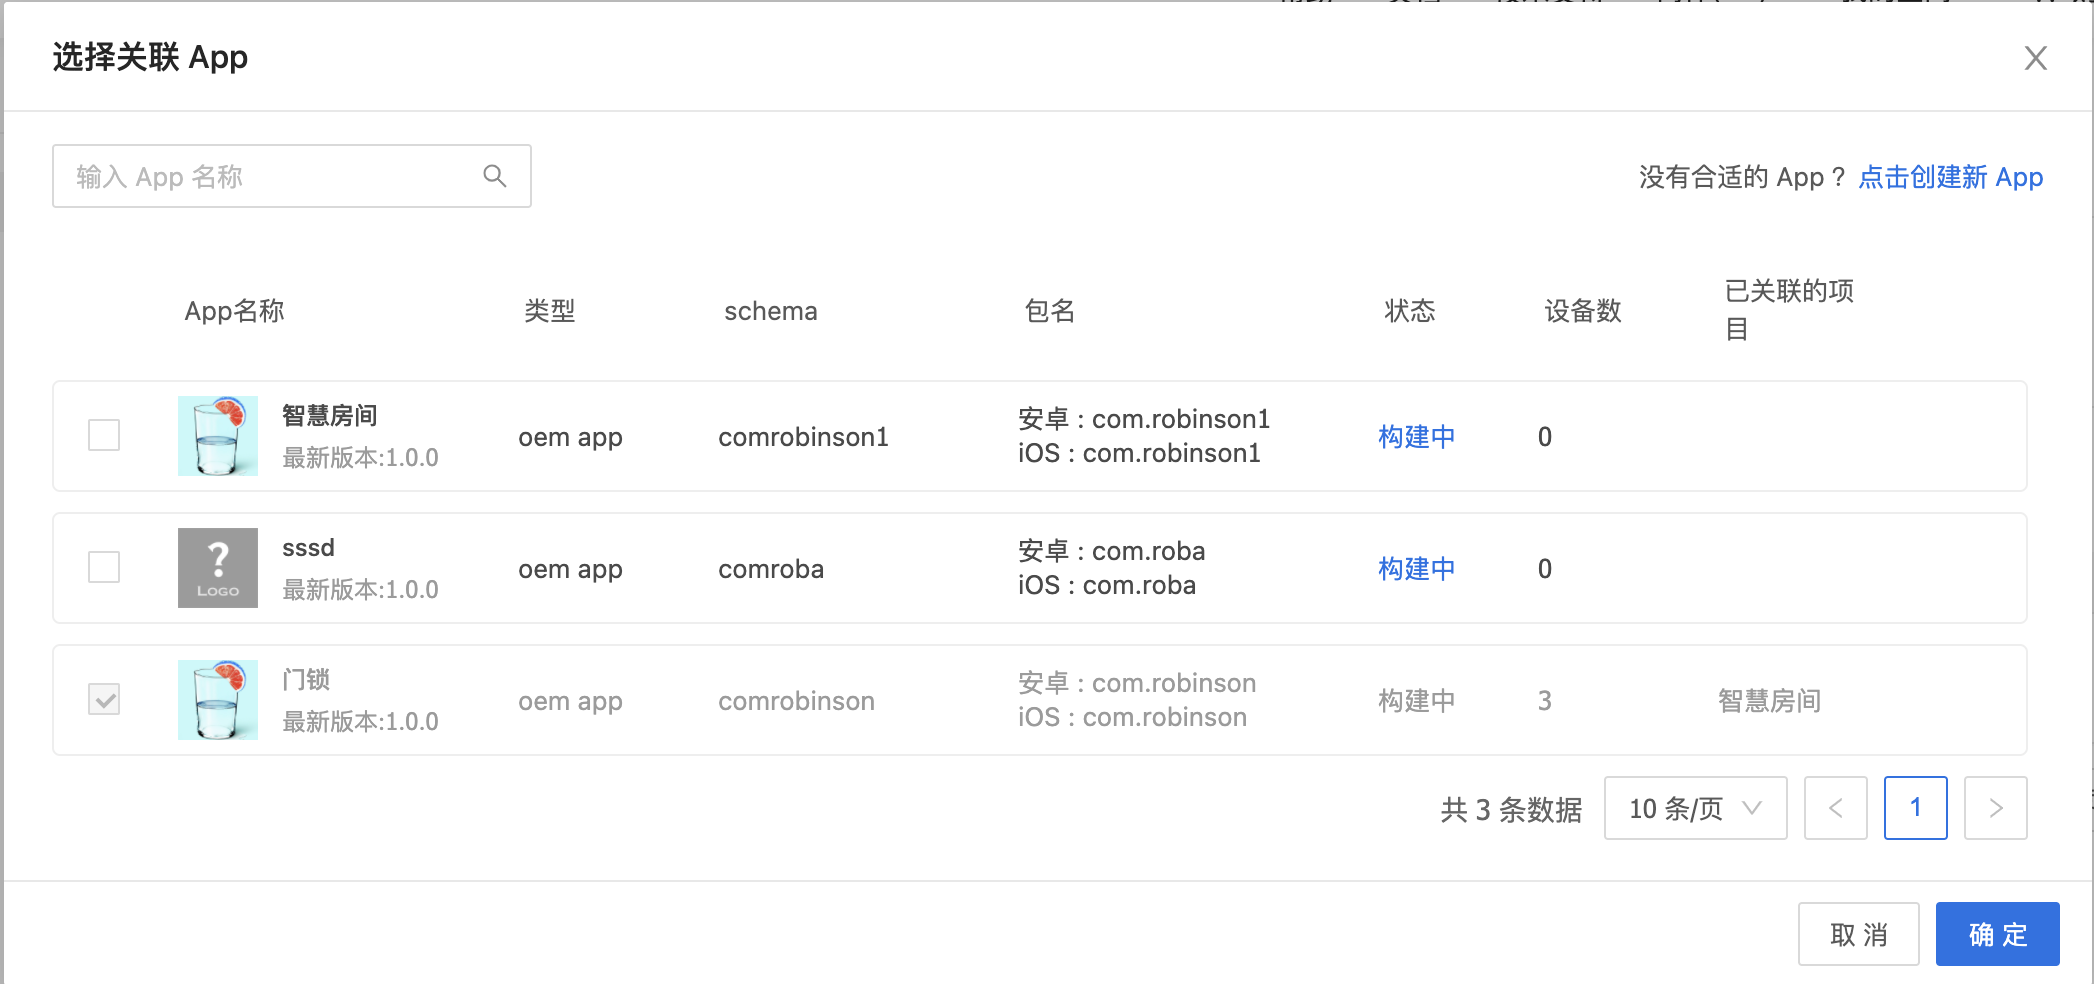 选择关联 App
输入 App 名称
没有合适的 App ? 点击创建新 App
App名称 类型 schema 包名 状态 设备数 已关联的项
目
智慧房间
最新版本:1.0.0
oem app
comrobinson1
安卓 : com.robinson1
iOS : com.robinson1
构建中
0
?
LOGO
sssd
最新版本:1.0.0
oem app
comroba
安卓 : com.roba
iOS : com.roba
构建中
0
门锁
最新版本:1.0.0
oem app
comrobinson
安卓 : com.robinson
iOS : com.robinson
构建中
3
智慧房间
共 3 条数据 10 条/页 < 1 >
取 消 确 定